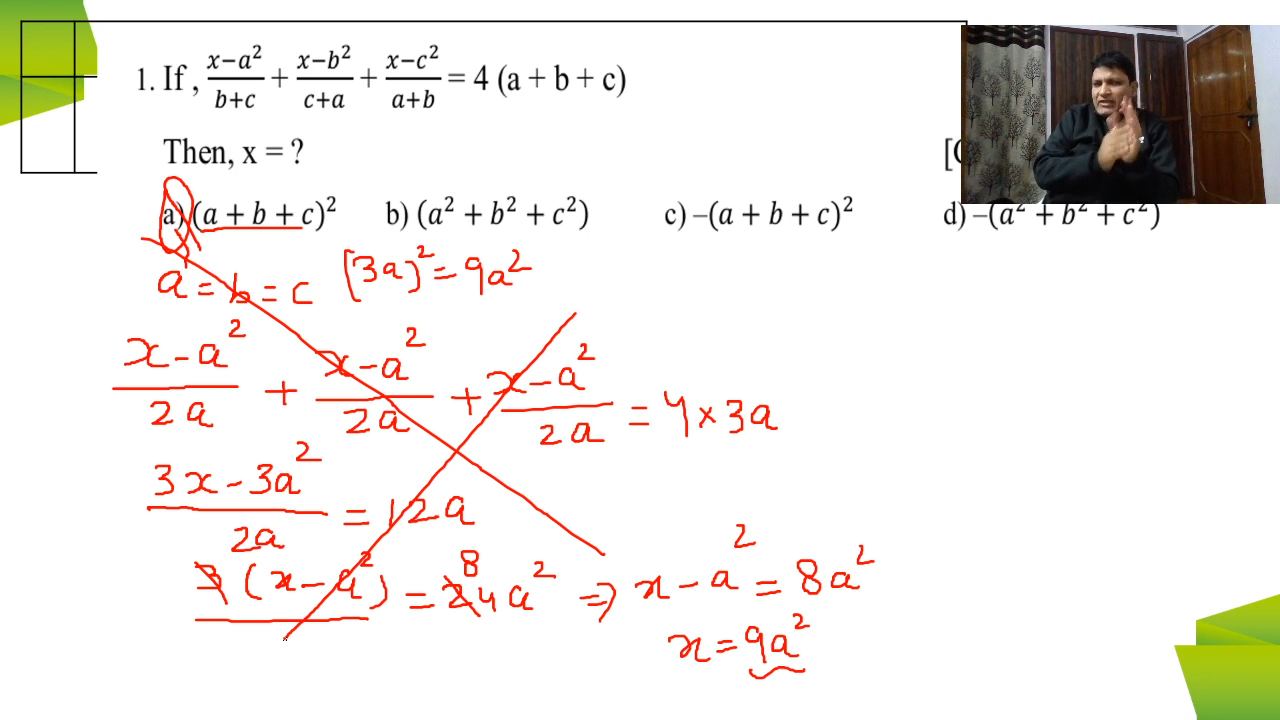 1. If , (x−a²)/(b+c) + (x−b²)/(c+a) + (x−c²)/(a+b) = 4 (a + b + c)
Then, x = ?
[
a) (a + b + c)² b) (a² + b² + c²) c) –(a + b + c)² d) –(a² + b² + c²)
a = b = c [3a)² = 9a²
(x − a²)/2a + (x − a²)/2a + (x − a²)/2a = 4 × 3a
(3x − 3a²)/2a = 12a
3 (x − a²) = 24a² ⇒ x − a² = 8a²
8
x = 9a²